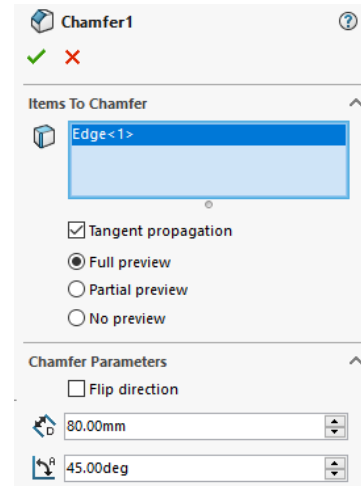 Chamfer1
Items To Chamfer
Edge<1>
Tangent propagation
Full preview
Partial preview
No preview
Chamfer Parameters
Flip direction
D
80.00mm
A
45.00deg